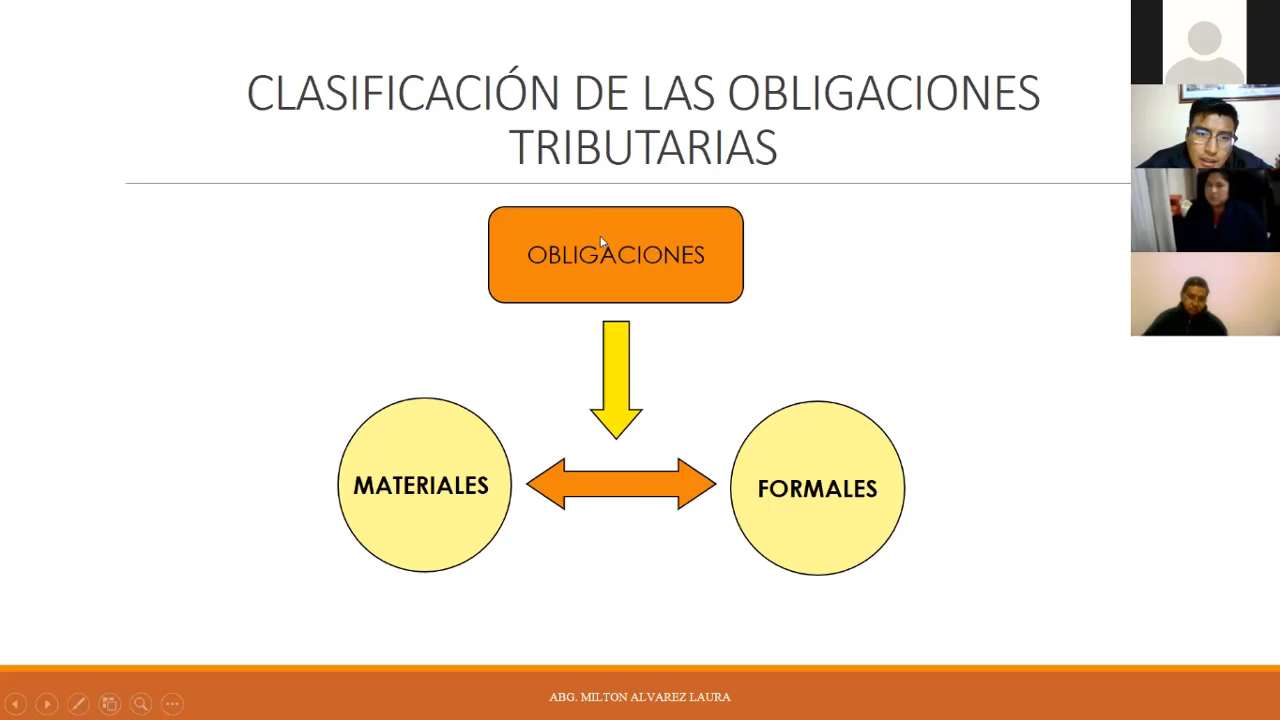 CLASIFICACIÓN DE LAS OBLIGACIONES
TRIBUTARIAS
OBLIGACIONES
MATERIALES
FORMALES
ABG. MILTON ALVAREZ LAURA